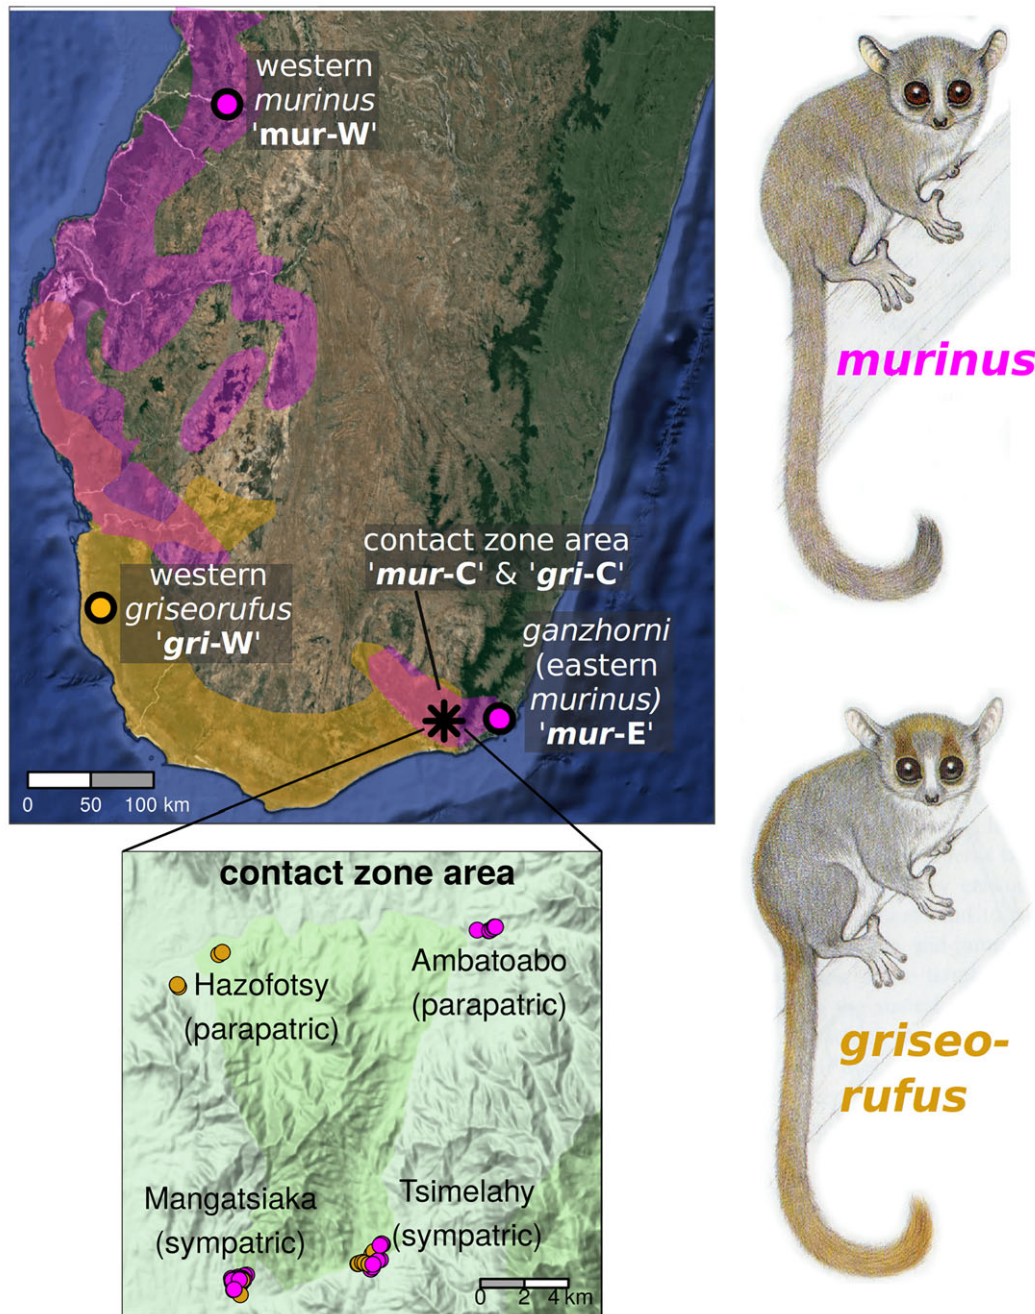 western
murinus
'mur-W'
murinus
contact zone area
'mur-C' & 'gri-C'
western
griseorufus
'gri-W'
ganzhorni
(eastern
murinus)
'mur-E'
0 50 100 km
griseo-
rufus
contact zone area
Ambatoabo
(parapatric)
Hazofotsy
(parapatric)
Mangatsiaka
(sympatric)
Tsimelahy
(sympatric)
0 2 4 km